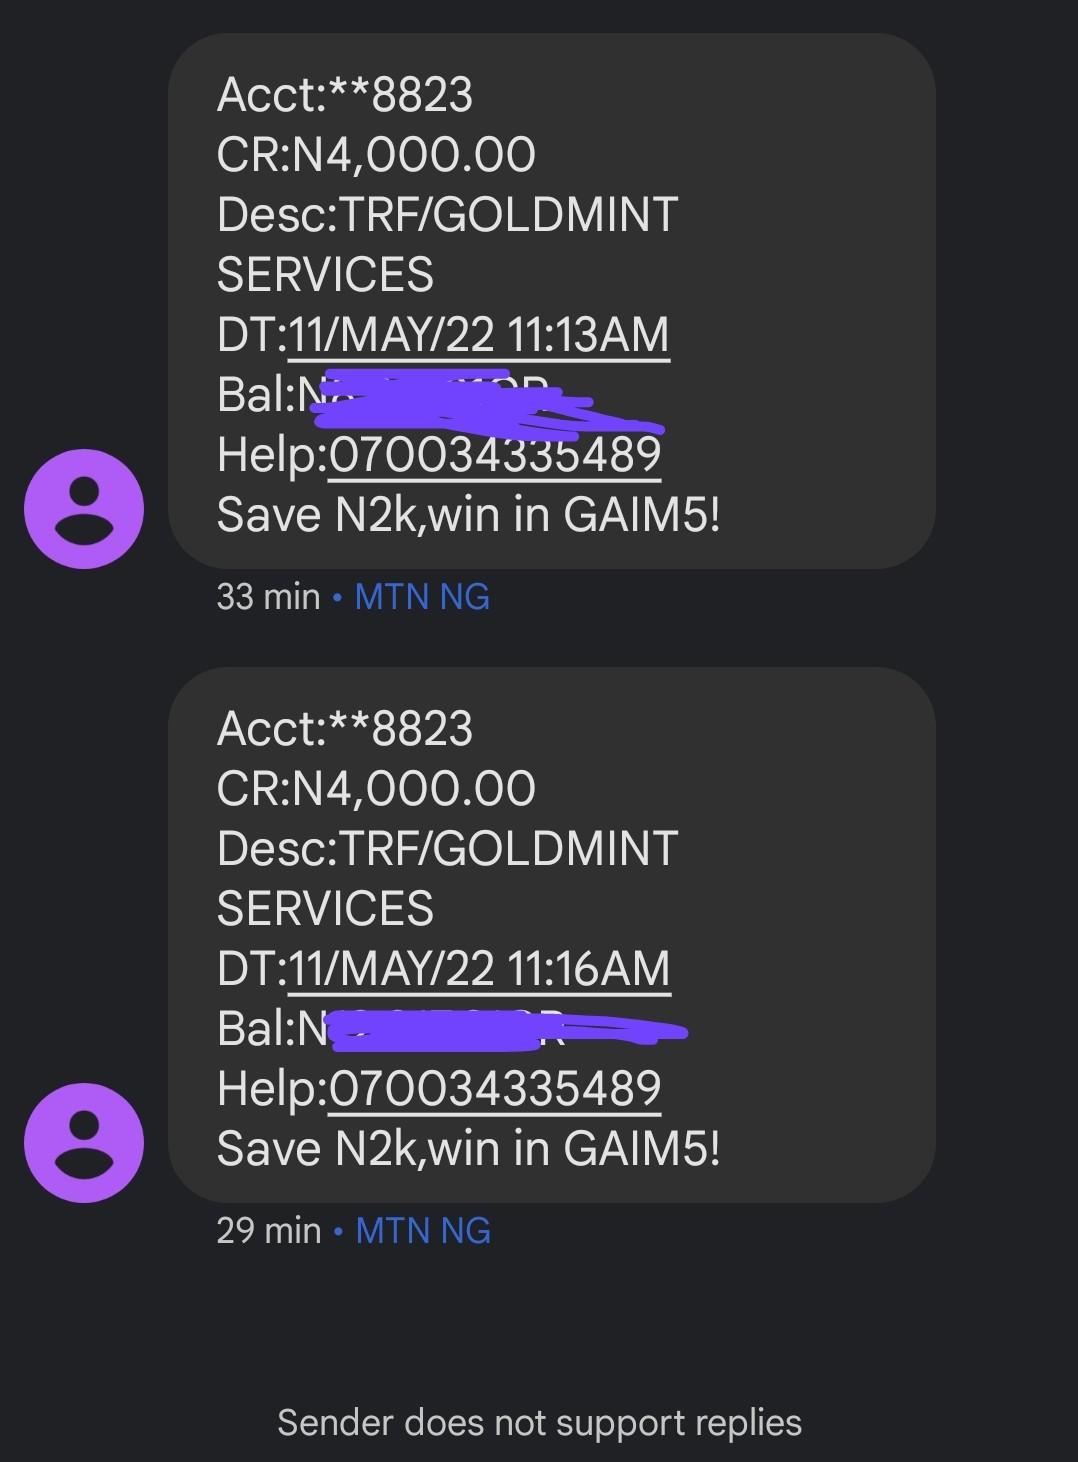 Acct:**8823
CR:N4,000.00
Desc:TRF/GOLDMINT
SERVICES
DT:11/MAY/22 11:13AM
Bal:N
Help:070034335489
Save N2k,win in GAIM5!
33 min • MTN NG
Acct:**8823
CR:N4,000.00
Desc:TRF/GOLDMINT
SERVICES
DT:11/MAY/22 11:16AM
Bal:N
Help:070034335489
Save N2k,win in GAIM5!
29 min • MTN NG
Sender does not support replies